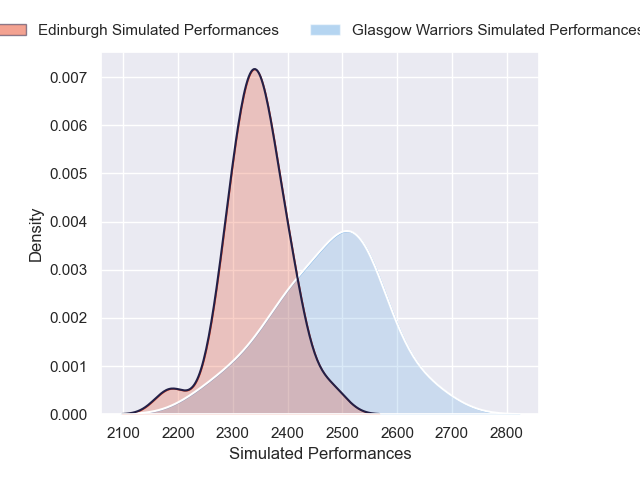 Edinburgh Simulated Performances
Glasgow Warriors Simulated Performances
0.007
0.006
0.005
0.004
0.003
0.002
0.001
0.000
Density
2100 2200 2300 2400 2500 2600 2700 2800
Simulated Performances